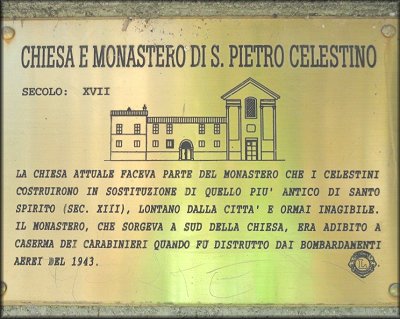 CHIESA E MONASTERO DI S. PIETRO CELESTINO
SECOLO: XVII
LA CHIESA ATTUALE FACEVA PARTE DEL MONASTERO CHE I CELESTINI
COSTRUIRONO IN SOSTITUZIONE DI QUELLO PIU' ANTICO DI SANTO
SPIRITO (SEC. XIII), LONTANO DALLA CITTA' E ORMAI INAGIBILE.
IL MONASTERO, CHE SORGEVA A SUD DELLA CHIESA, ERA ADIBITO A
CASERMA DEI CARABINIERI QUANDO FU DISTRUTTO DAI BOMBARDAMENTI
AEREI DEL 1943.